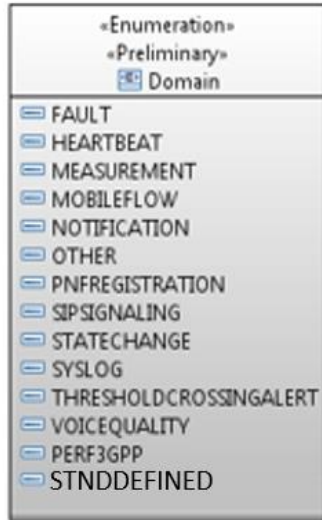 «Enumeration»
«Preliminary»
Domain
FAULT
HEARTBEAT
MEASUREMENT
MOBILEFLOW
NOTIFICATION
OTHER
PNFREGISTRATION
SIPSIGNALING
STATECHANGE
SYSLOG
THRESHOLDCROSSINGALERT
VOICEQUALITY
PERF3GPP
STNDDEFINED